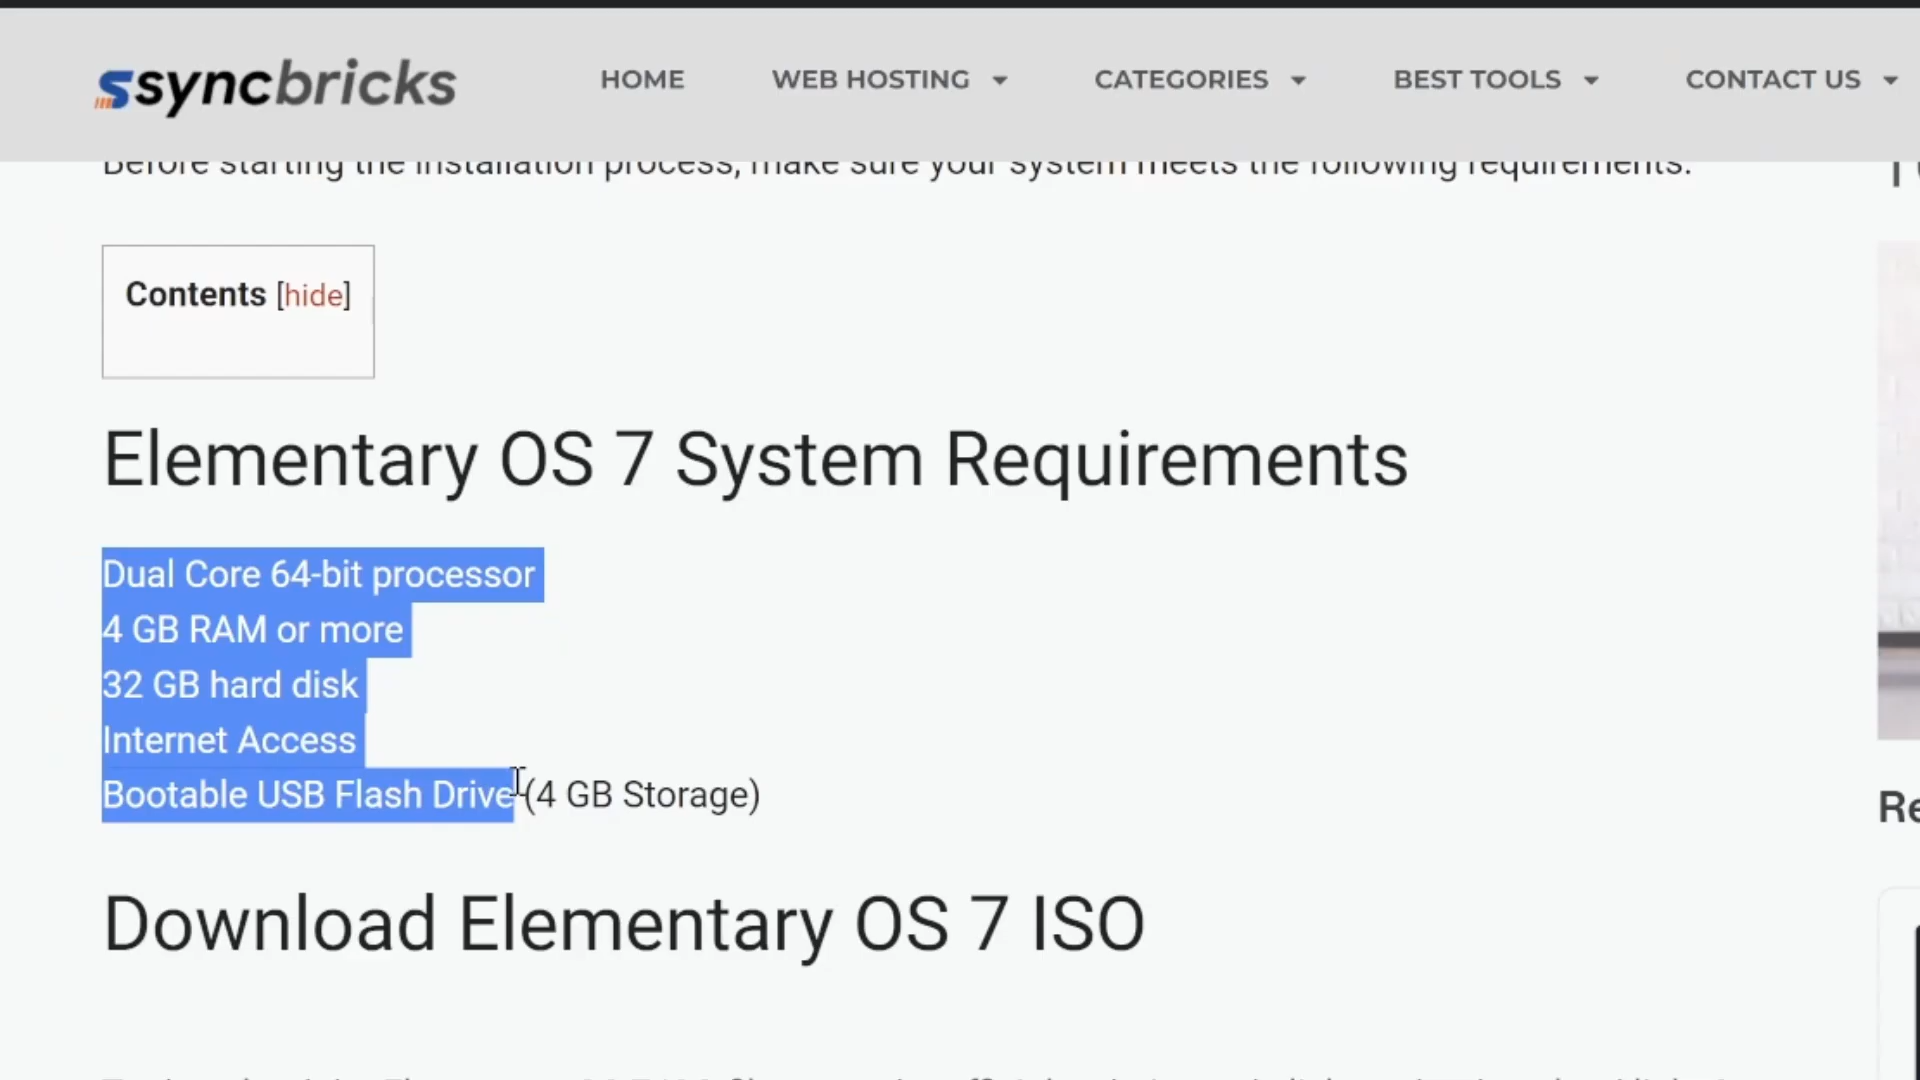 syncbricks
HOME
WEB HOSTING
CATEGORIES
BEST TOOLS
CONTACT US
Before starting the installation process, make sure your system meets the following requirements.
Contents [hide]
Elementary OS 7 System Requirements
Dual Core 64-bit processor
4 GB RAM or more
32 GB hard disk
Internet Access
Bootable USB Flash Drive (4 GB Storage)
Download Elementary OS 7 ISO